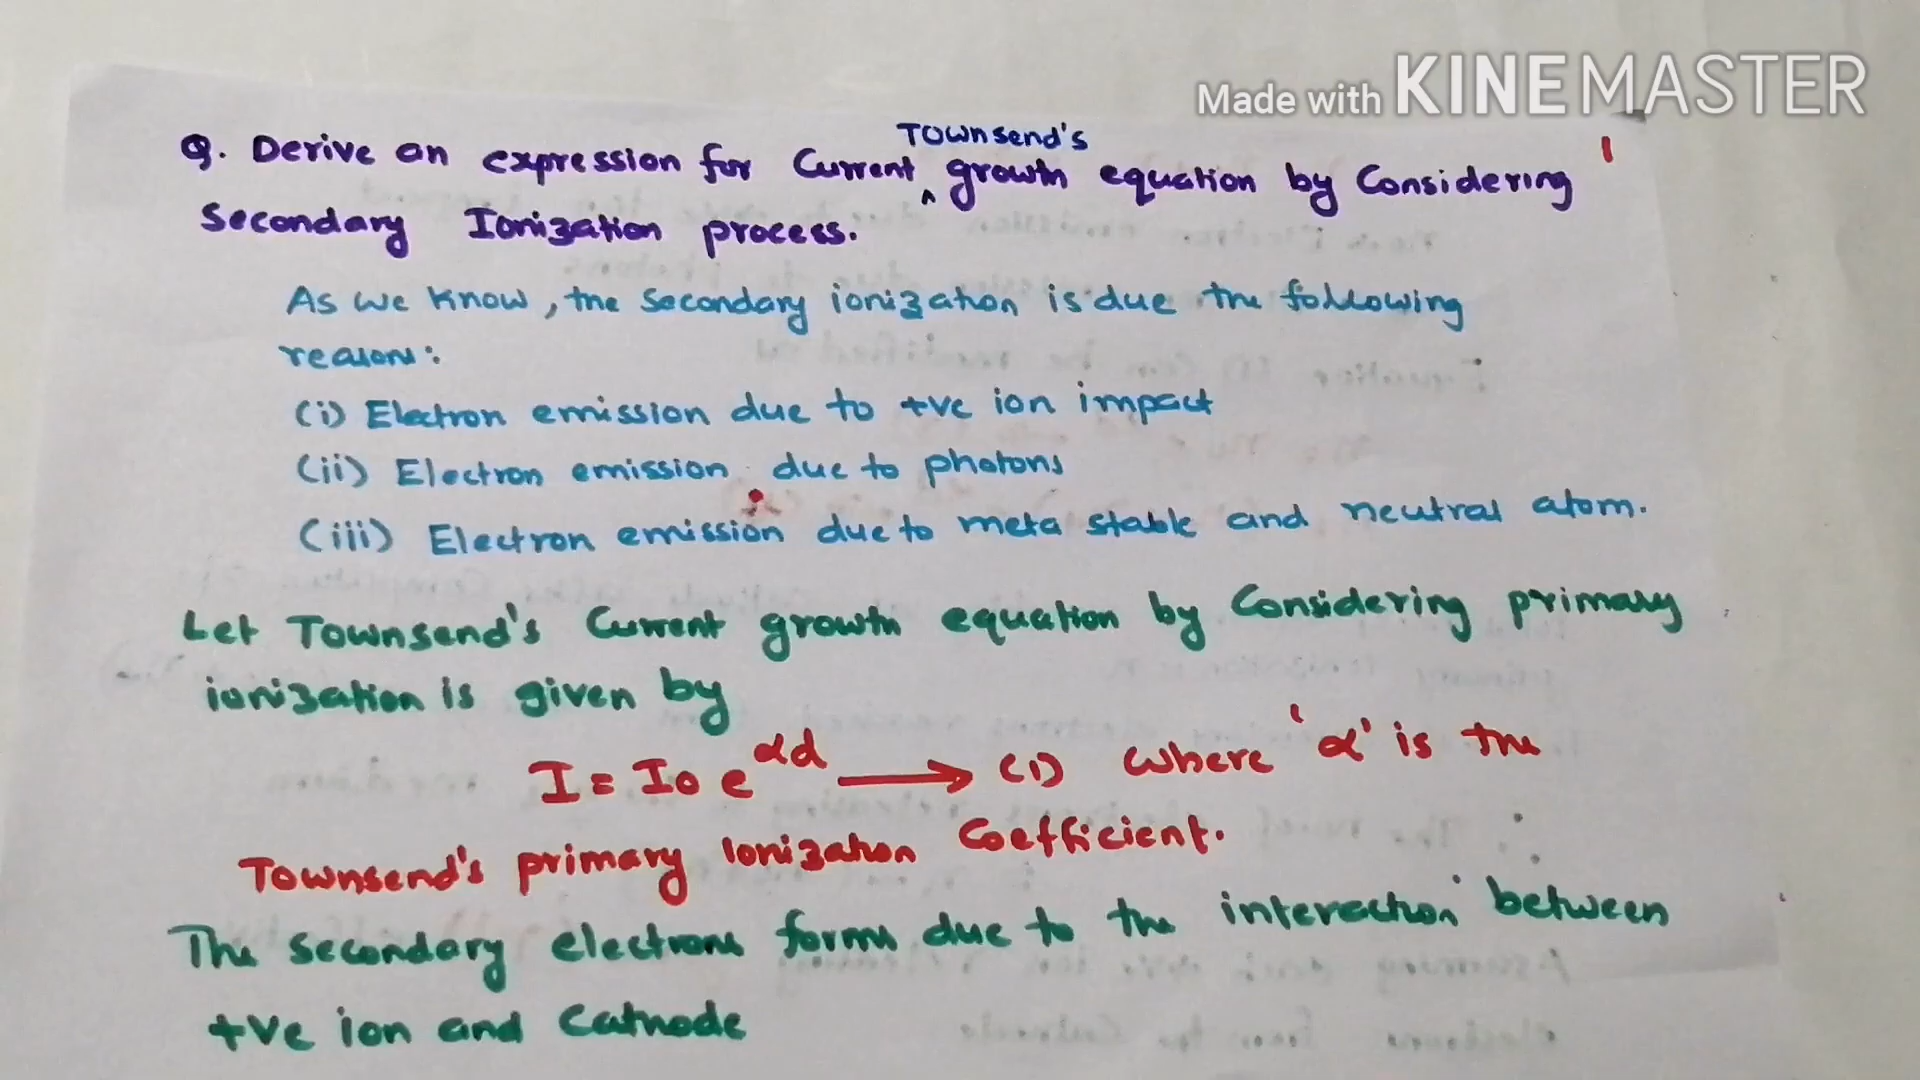 Made with KINEMASTER
1
Townsend's
Q. Derive an expression for Current ^ growth equation by Considering
Secondary Ionization process.
As we know, the secondary ionization is due the following
reasons:
(i) Electron emission due to +ve ion impact
(ii) Electron emission due to photons
(iii) Electron emission due to meta stable and neutral atom.
Let Townsend's Current growth equation by Considering primary
ionization is given by
I = I₀ e^αd ⟶ (1) where 'α' is the
Townsend's primary Ionization Coefficient.
The secondary electrons forms due to the interaction between
+ve ion and Cathode